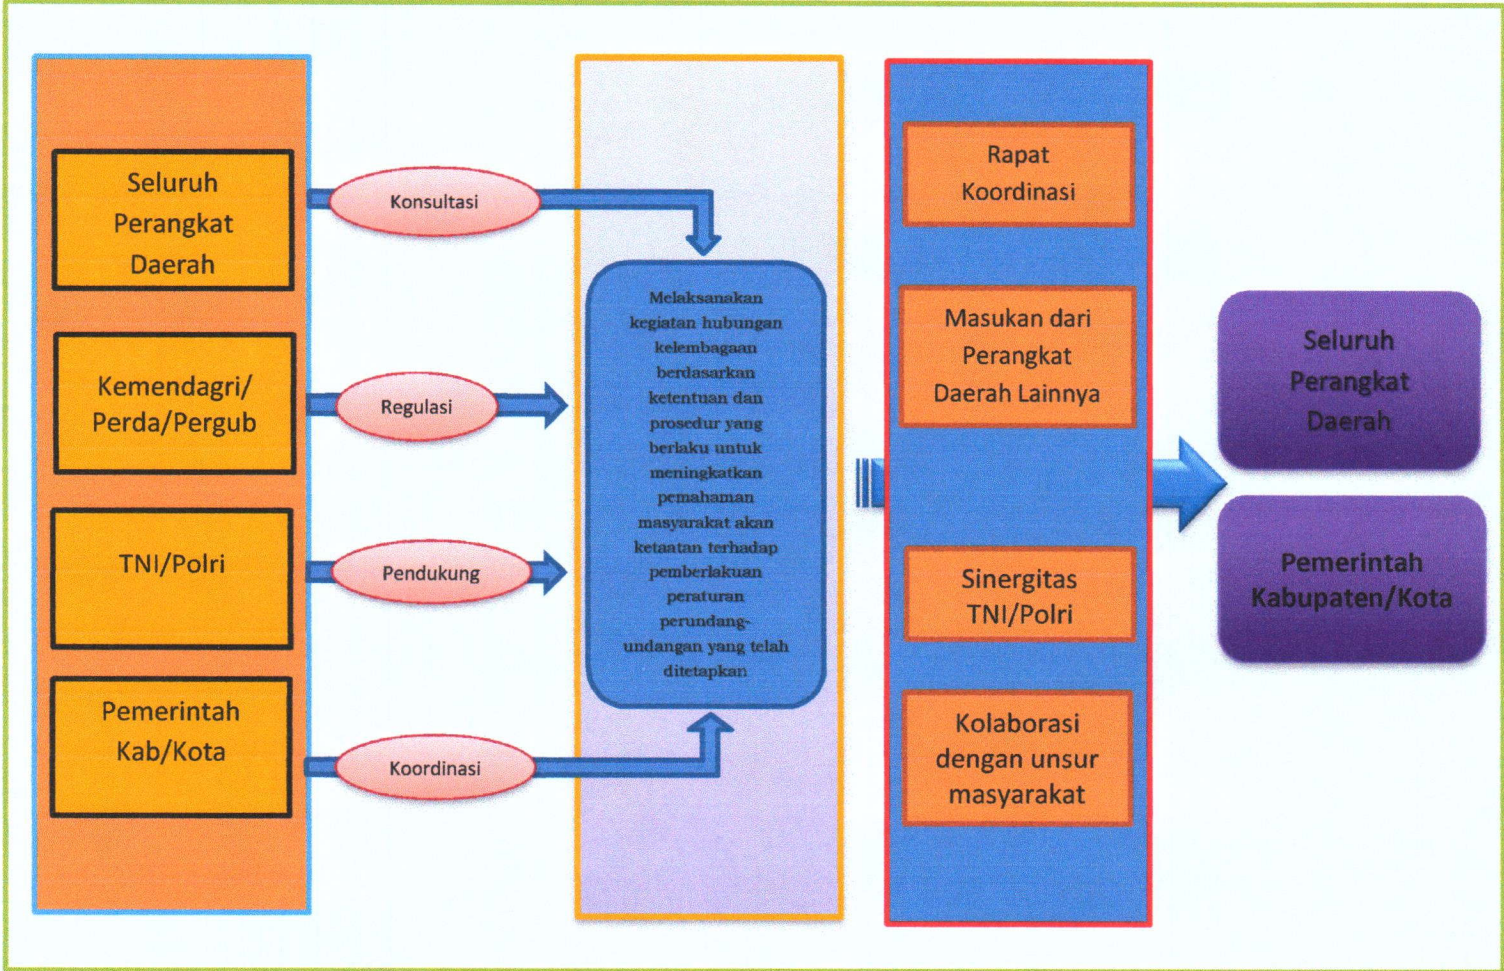 Seluruh
Perangkat
Daerah
Kemendagri/
Perda/Pergub
TNI/Polri
Pemerintah
Kab/Kota
Konsultasi
Regulasi
Pendukung
Koordinasi
Melaksanakan
kegiatan hubungan
kelembagaan
berdasarkan
ketentuan dan
prosedur yang
berlaku untuk
meningkatkan
pemahaman
masyarakat akan
ketaatan terhadap
pemberlakuan
peraturan
perundang-
undangan yang telah
ditetapkan
Rapat
Koordinasi
Masukan dari
Perangkat
Daerah Lainnya
Sinergitas
TNI/Polri
Kolaborasi
dengan unsur
masyarakat
Seluruh
Perangkat
Daerah
Pemerintah
Kabupaten/Kota